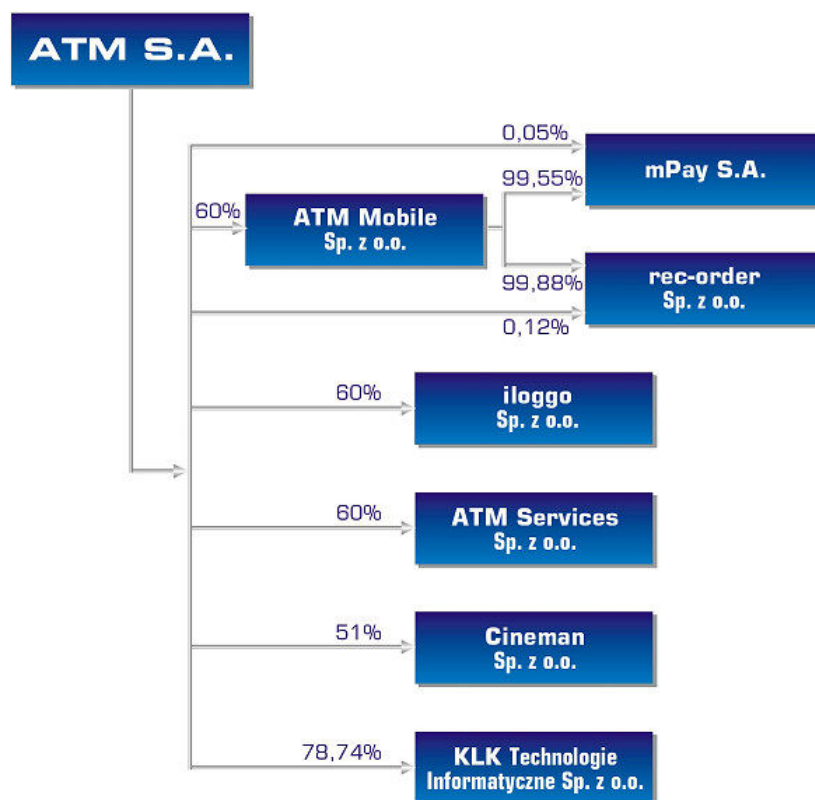 ATM S.A.
0,05%
mPay S.A.
99,55%
60%
ATM Mobile
Sp. z o.o.
rec-order
Sp. z o.o.
99,88%
0,12%
60%
iloggo
Sp. z o.o.
60%
ATM Services
Sp. z o.o.
51%
Cineman
Sp. z o.o.
78,74%
KLK Technologie
Informatyczne Sp. z o.o.